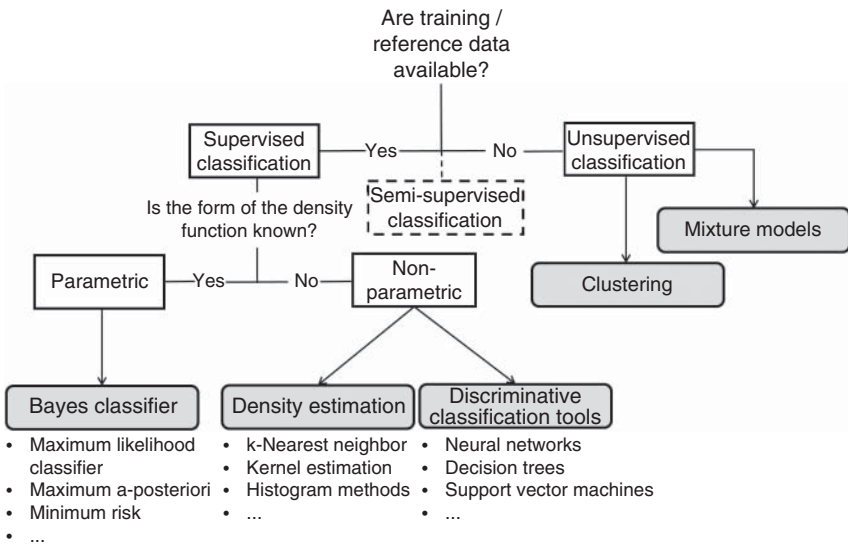 Are training /
reference data
available?
Supervised
classification
Yes
No
Unsupervised
classification
Semi-supervised
classification
Is the form of the density
function known?
Mixture models
Parametric
Yes
No
Non-
parametric
Clustering
Bayes classifier
• Maximum likelihood
classifier
• Maximum a-posteriori
• Minimum risk
• ...
Density estimation
• k-Nearest neighbor
• Kernel estimation
• Histogram methods
• ...
Discriminative
classification tools
• Neural networks
• Decision trees
• Support vector machines
• ...